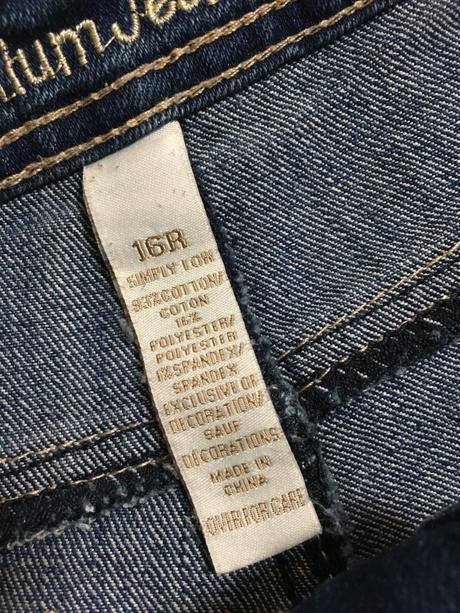 16R
SIMPLY LOW
83%COTTON/
COTON
16%
POLYESTER/
POLYESTER
1%SPANDEX/
SPANDEX
EXCLUSIVE OF
DECORATION/
SAUF
DÉCORATIONS
MADE IN
CHINA
OVER FOR CARE